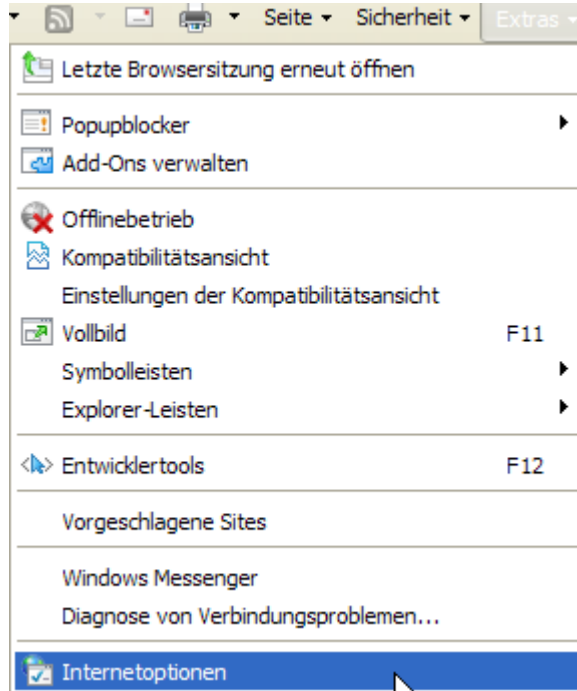 Seite Sicherheit Extras
Letzte Browsersitzung erneut öffnen
Popupblocker
Add-Ons verwalten
Offlinebetrieb
Kompatibilitätsansicht
Einstellungen der Kompatibilitätsansicht
Vollbild F11
Symbolleisten
Explorer-Leisten
Entwicklertools F12
Vorgeschlagene Sites
Windows Messenger
Diagnose von Verbindungsproblemen...
Internetoptionen